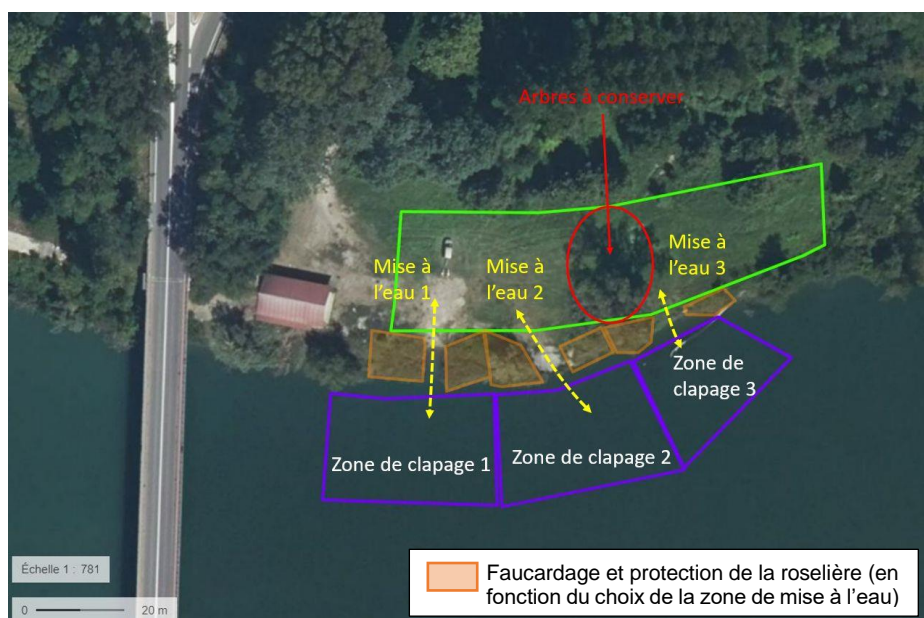 Arbres à conserver
Mise à
l'eau 1
Mise à
l'eau 2
Mise à
l'eau 3
Zone de
clapage 3
Zone de clapage 1
Zone de clapage 2
Échelle 1 : 781
0 20 m
Faucardage et protection de la roselière (en
fonction du choix de la zone de mise à l'eau)